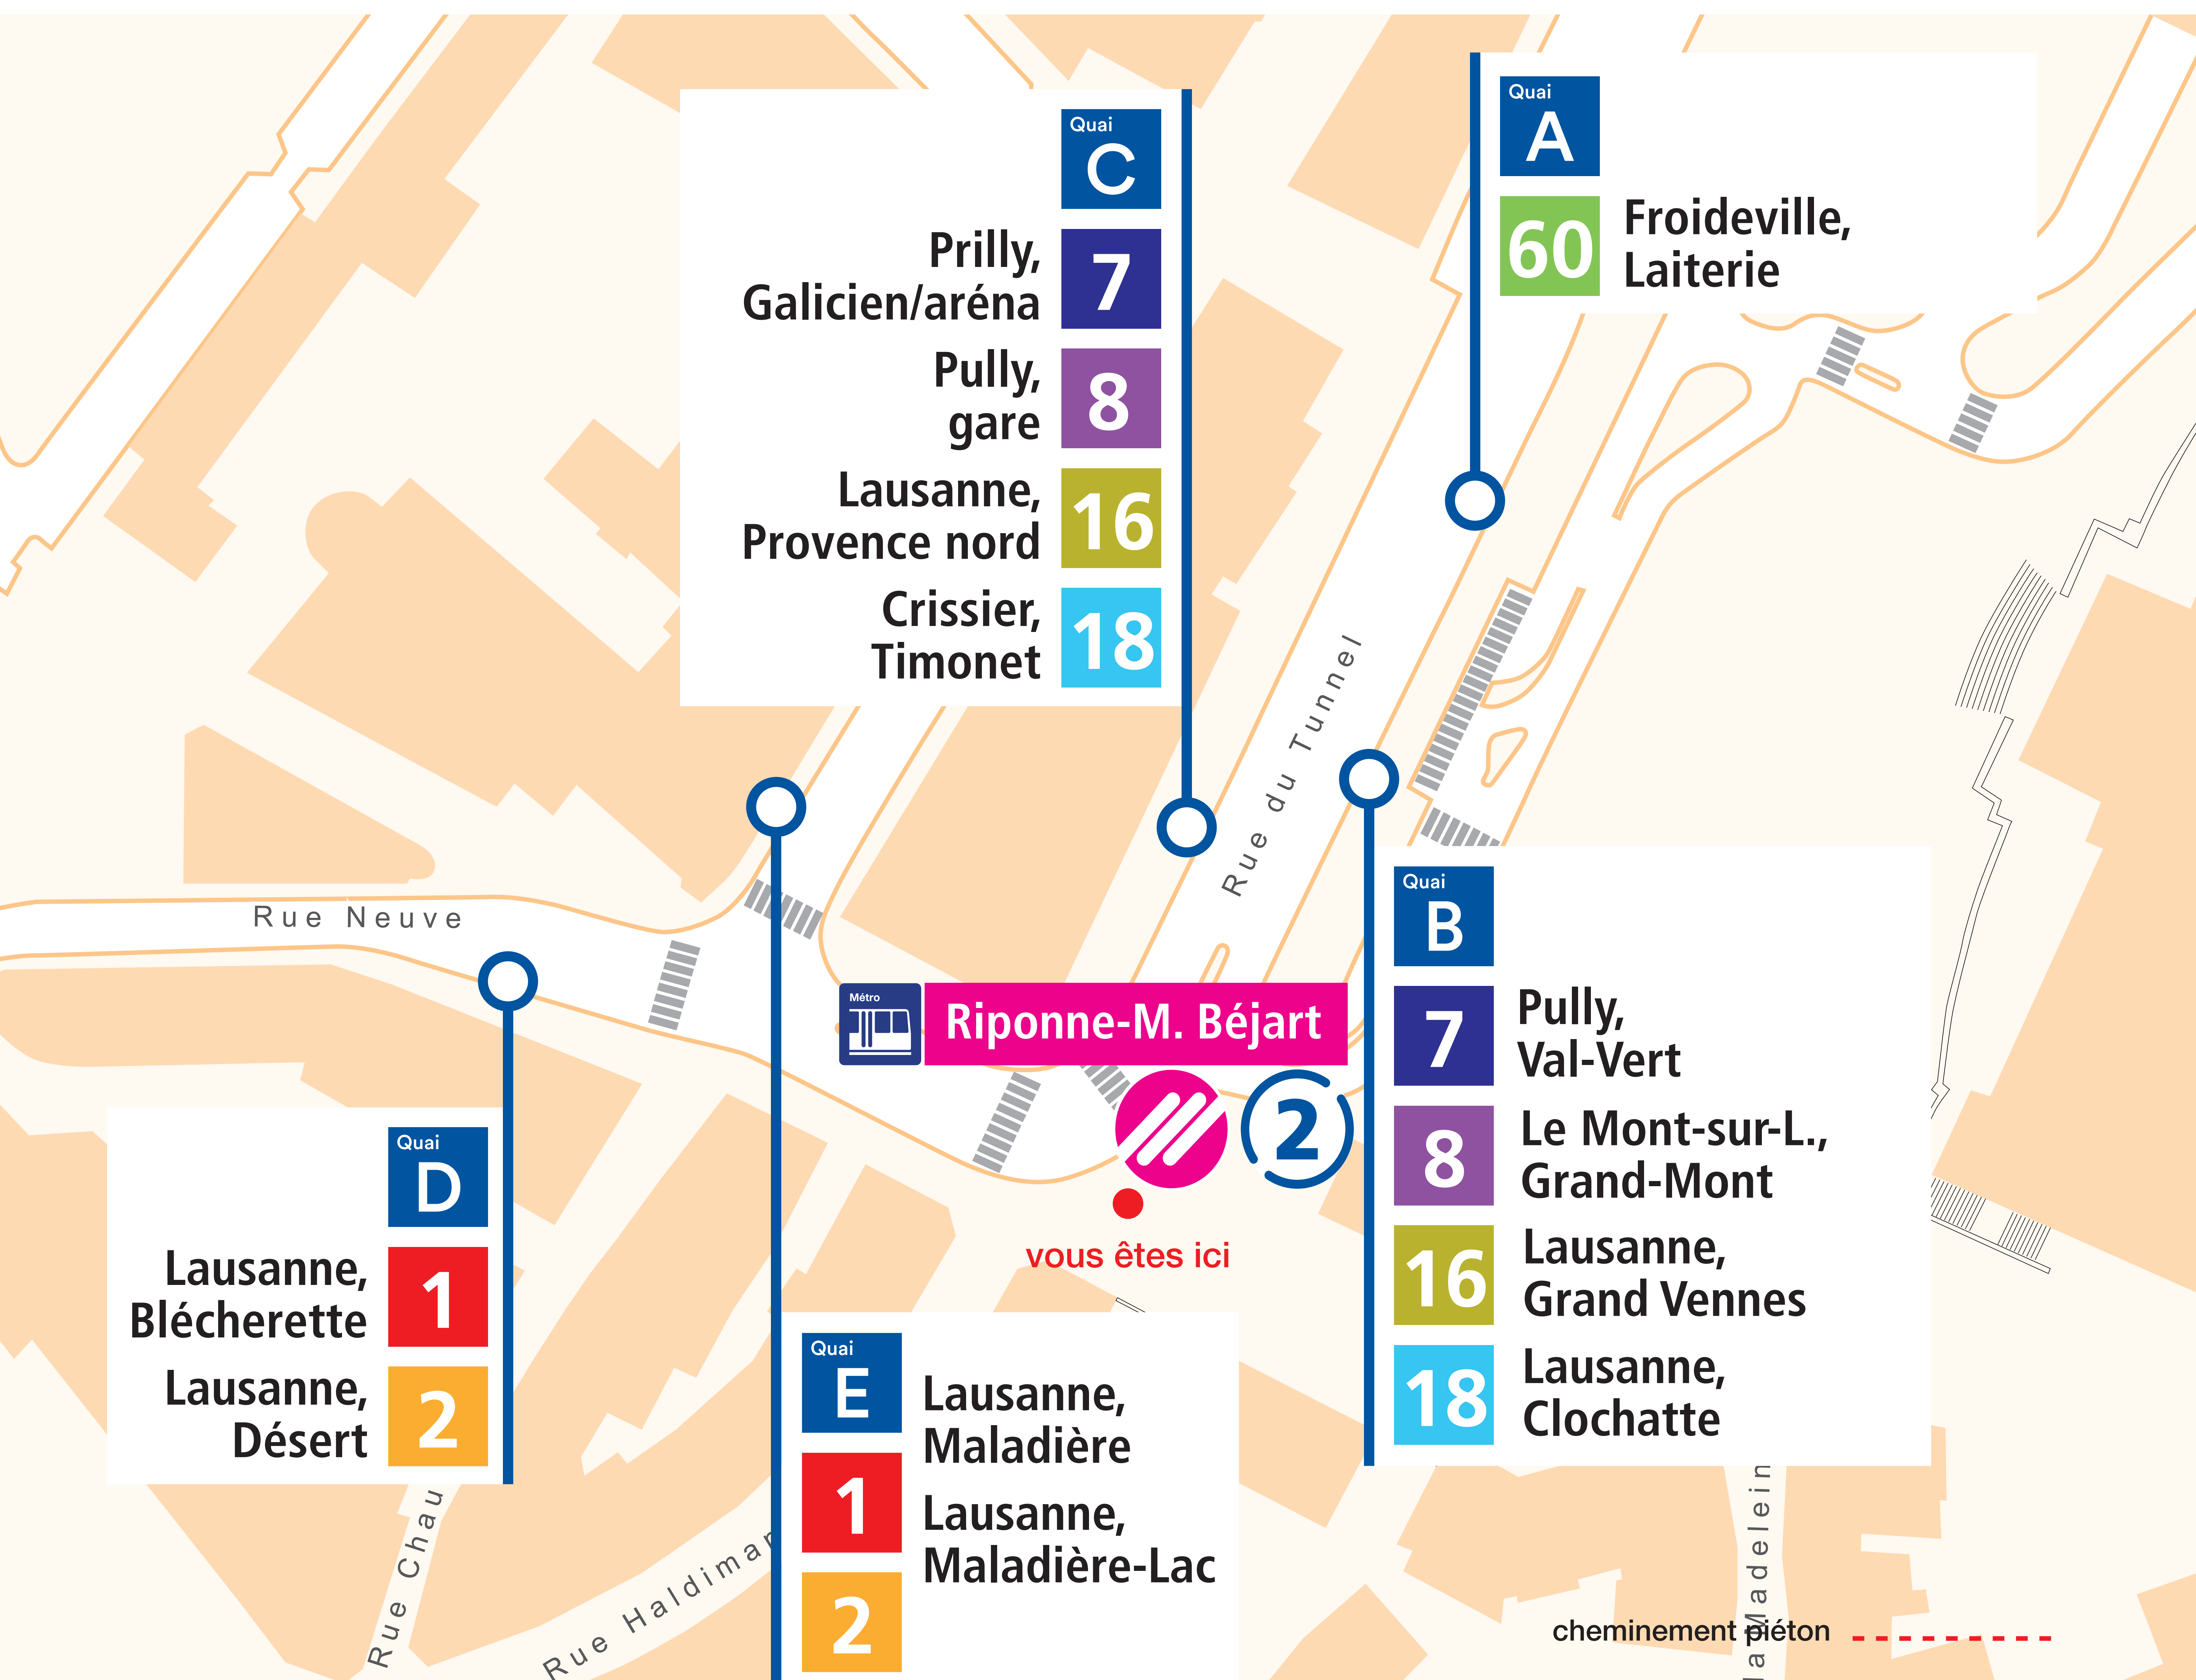 Quai
A
60
Froideville,
Laiterie
Quai
C
Prilly,
Galicien/aréna
7
Pully,
gare
8
Lausanne,
Provence nord
16
Crissier,
Timonet
18
Rue du Tunnel
Rue Neuve
Métro
Riponne-M. Béjart
2
vous êtes ici
Quai
B
7
Pully,
Val-Vert
8
Le Mont-sur-L.,
Grand-Mont
16
Lausanne,
Grand Vennes
18
Lausanne,
Clochatte
Quai
D
Lausanne,
Blécherette
1
Lausanne,
Désert
2
Quai
E
Lausanne,
Maladière
1
Lausanne,
Maladière-Lac
2
Rue Chau
Rue Haldiman
la Madelein
cheminement piéton